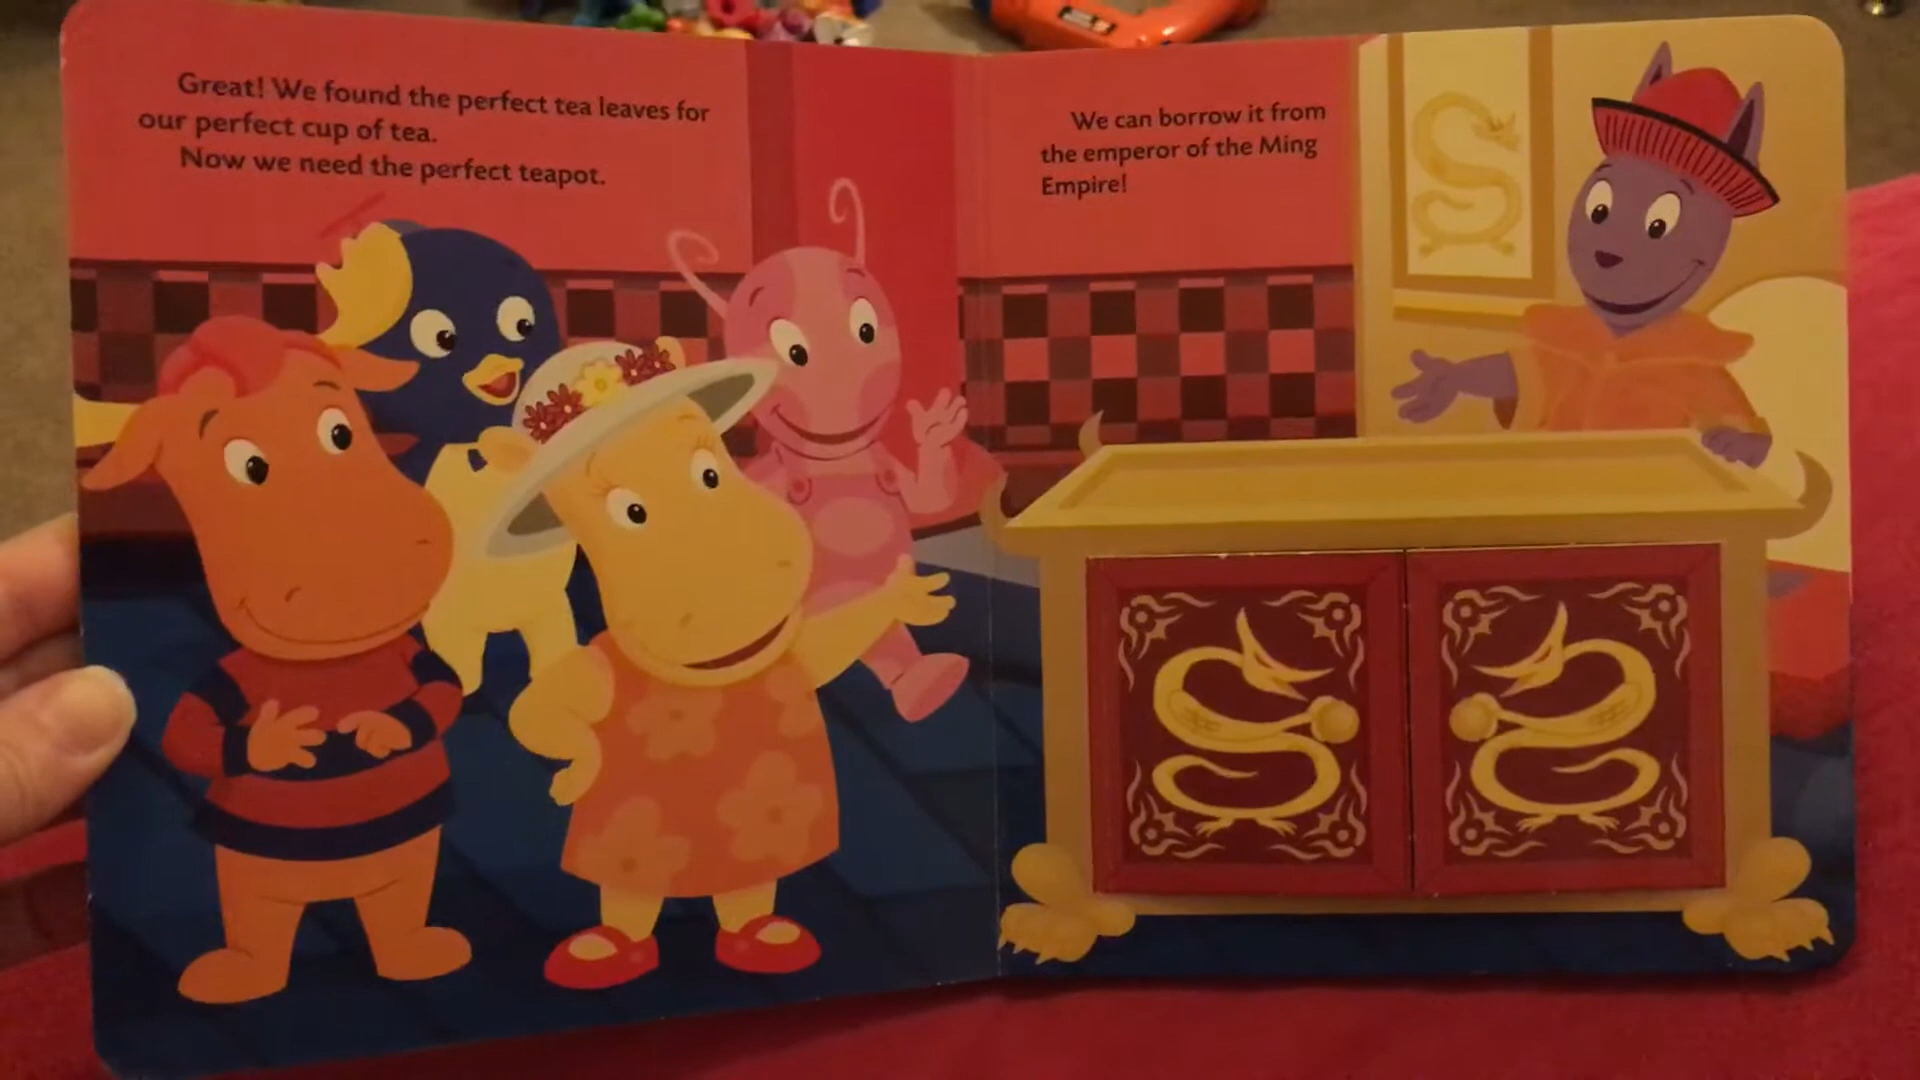 Great! We found the perfect tea leaves for
our perfect cup of tea.
Now we need the perfect teapot.
We can borrow it from
the emperor of the Ming
Empire!